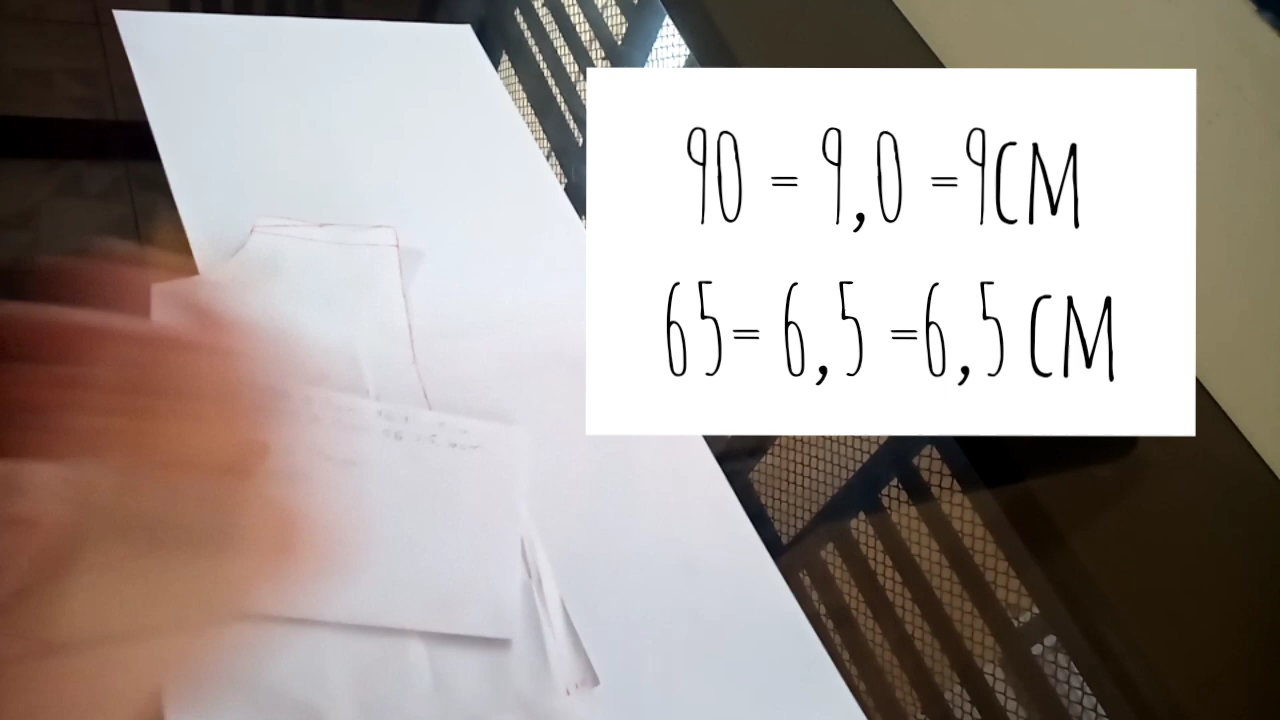 90 = 9,0 =9cm
65= 6,5 =6,5 cm